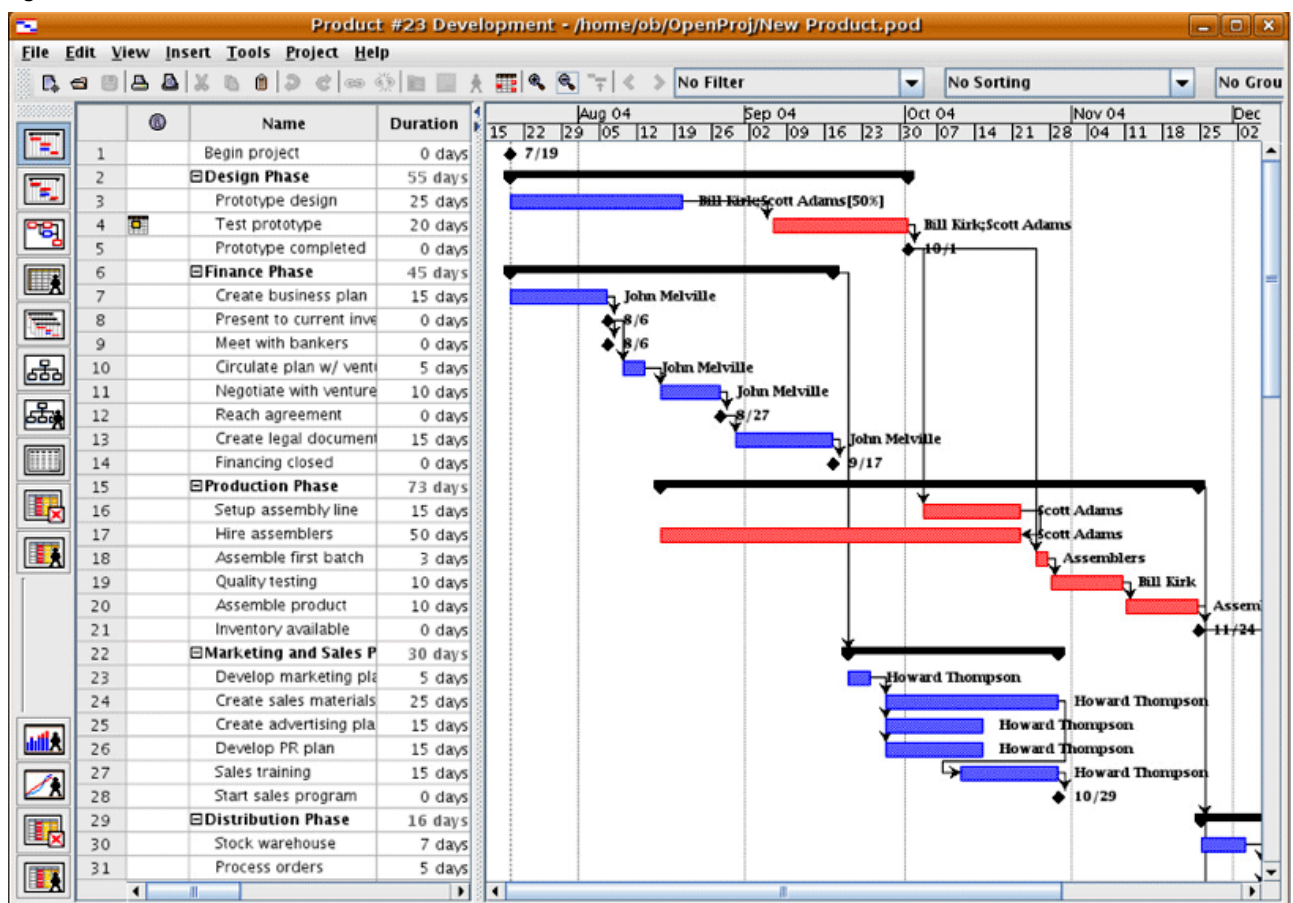 Product #23 Development - /home/ob/OpenProj/New Product.pod
File Edit View Insert Tools Project Help
No Filter No Sorting No Grou
Name Duration
Aug 04 Sep 04 Oct 04 Nov 04 Dec
15 22 29 05 12 19 26 02 09 16 23 30 07 14 21 28 04 11 18 25 02
1 Begin project 0 days 7/19
2 Design Phase 55 days
3 Prototype design 25 days Bill Kirk;Scott Adams[50%]
4 Test prototype 20 days Bill Kirk;Scott Adams
5 Prototype completed 0 days 10/1
6 Finance Phase 45 days
7 Create business plan 15 days John Melville
8 Present to current inve 0 days 8/6
9 Meet with bankers 0 days 8/6
10 Circulate plan w/ vent 5 days John Melville
11 Negotiate with venture 10 days John Melville
12 Reach agreement 0 days 8/27
13 Create legal document 15 days John Melville
14 Financing closed 0 days 9/17
15 Production Phase 73 days
16 Setup assembly line 15 days Scott Adams
17 Hire assemblers 50 days Scott Adams
18 Assemble first batch 3 days Assemblers
19 Quality testing 10 days Bill Kirk
20 Assemble product 10 days Assem
21 Inventory available 0 days 11/24
22 Marketing and Sales P 30 days
23 Develop marketing pla 5 days Howard Thompson
24 Create sales materials 25 days Howard Thompson
25 Create advertising pla 15 days Howard Thompson
26 Develop PR plan 15 days Howard Thompson
27 Sales training 15 days Howard Thompson
28 Start sales program 0 days 10/29
29 Distribution Phase 16 days
30 Stock warehouse 7 days
31 Process orders 5 days